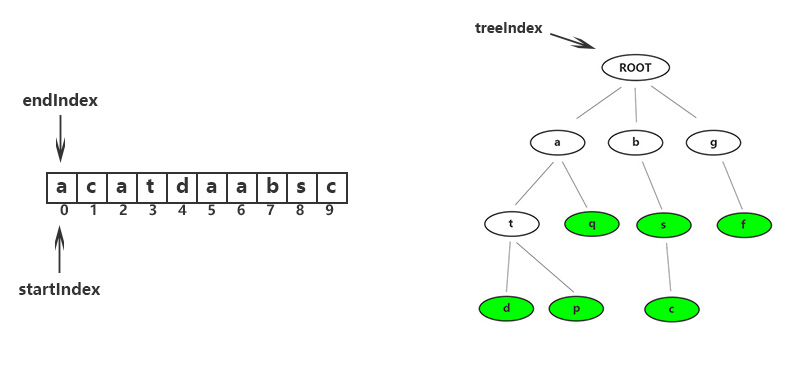 treeIndex
ROOT
endIndex
a b g
a c a t d a a b s c
0 1 2 3 4 5 6 7 8 9
t q s f
startIndex
d p c